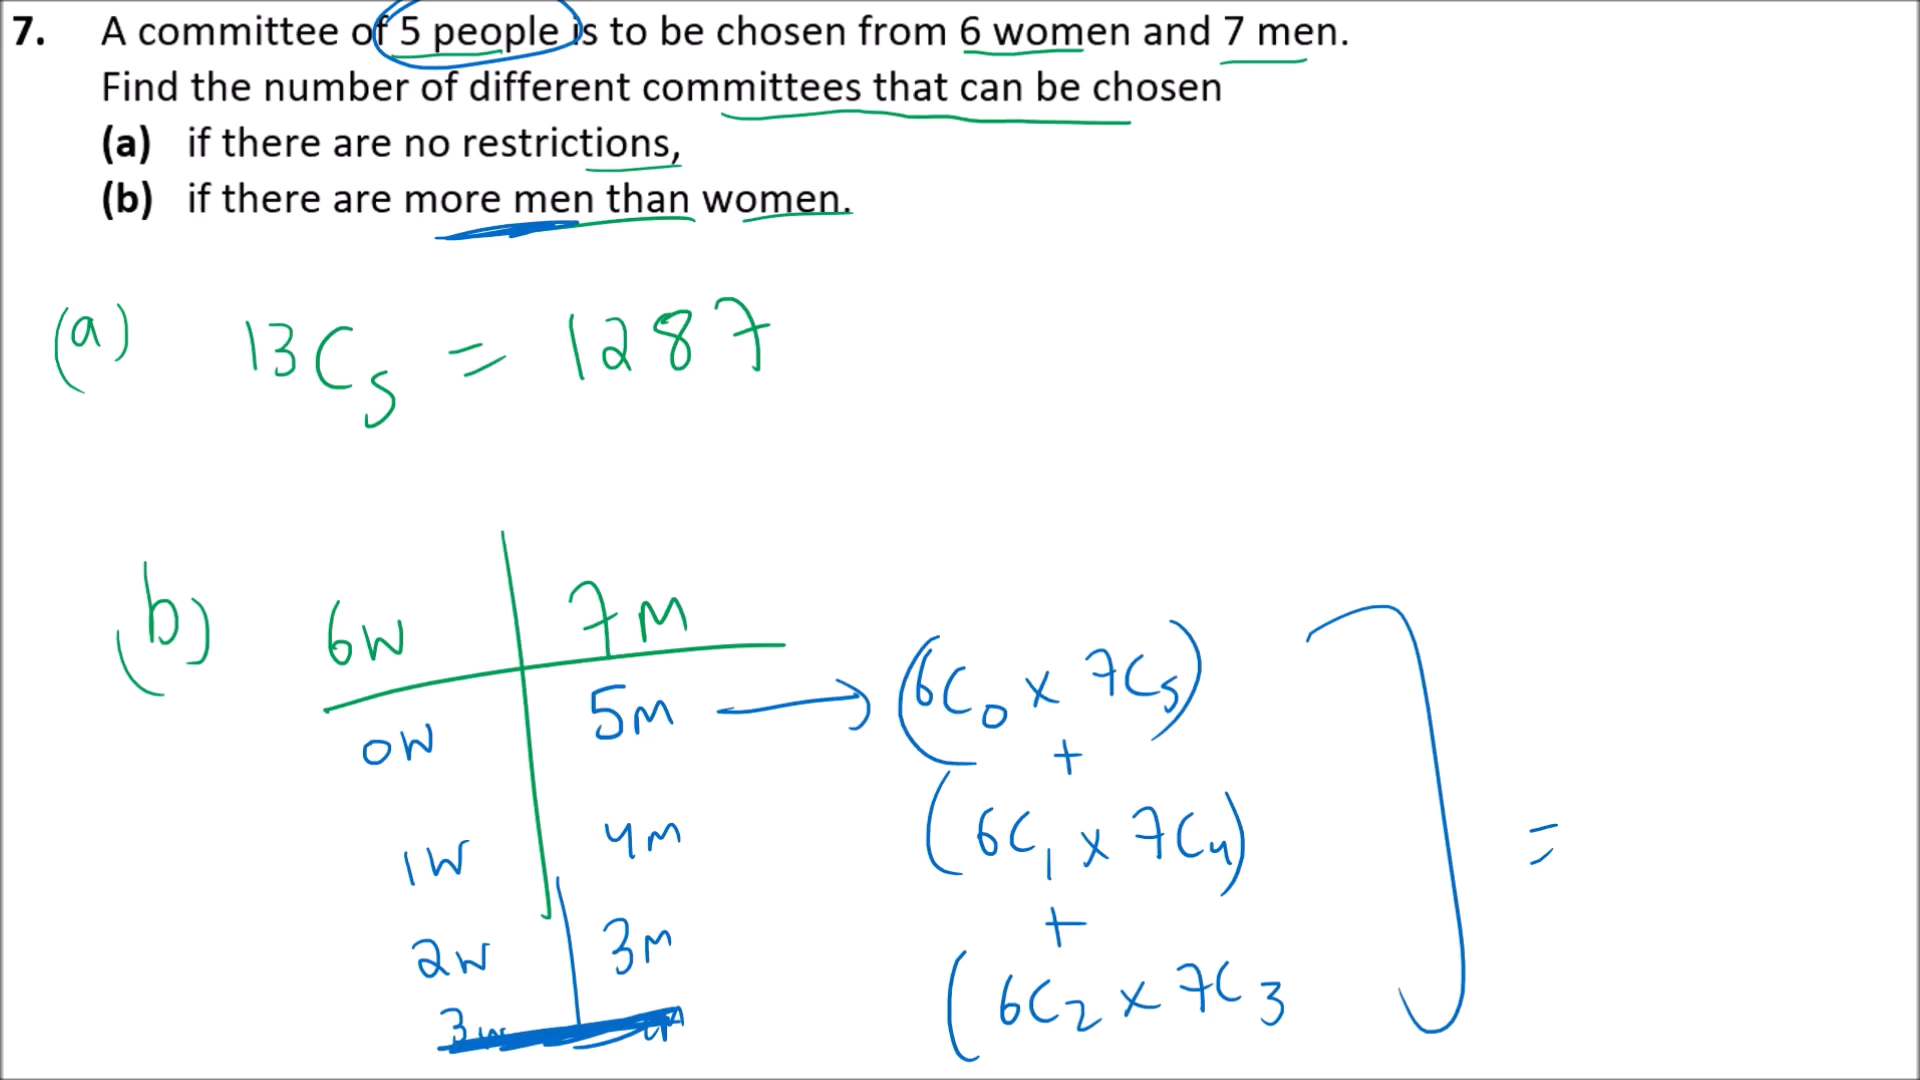 7. A committee of 5 people is to be chosen from 6 women and 7 men.
Find the number of different committees that can be chosen
(a) if there are no restrictions,
(b) if there are more men than women.
(a) 13C5 = 1287
(b) 6W 7M
0W 5M → (6C0 x 7C5)
+
1W 4M (6C1 x 7C4) =
+
2W 3M (6C2 x 7C3
3W